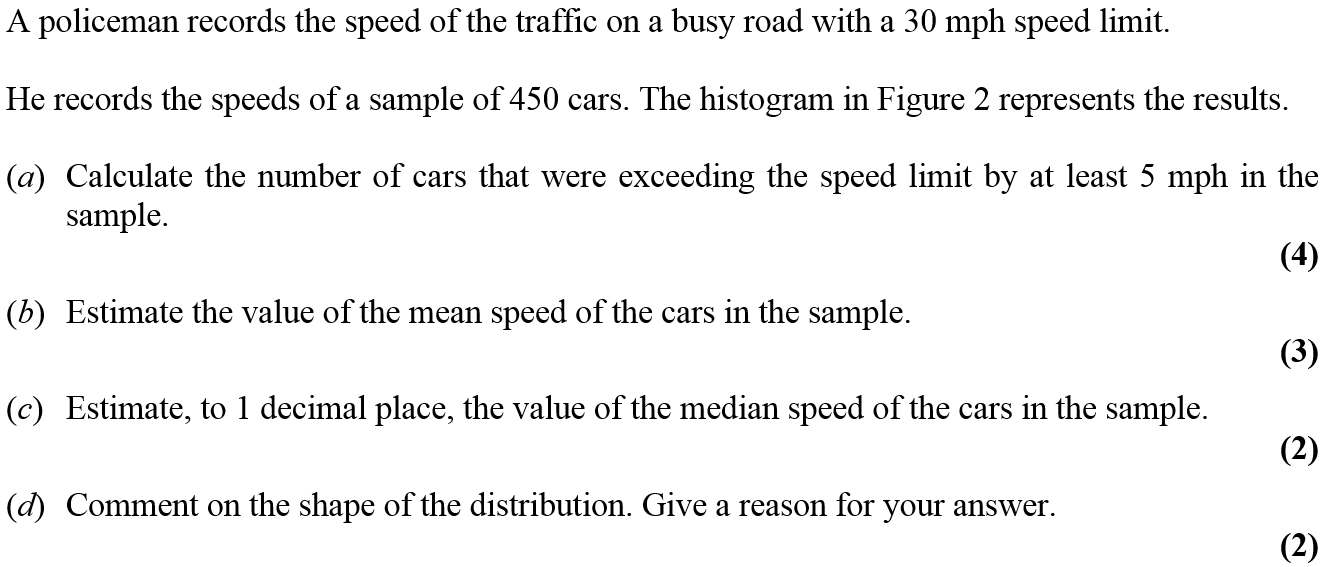 A policeman records the speed of the traffic on a busy road with a 30 mph speed limit.
He records the speeds of a sample of 450 cars. The histogram in Figure 2 represents the results.
(a) Calculate the number of cars that were exceeding the speed limit by at least 5 mph in the
sample.
(4)
(b) Estimate the value of the mean speed of the cars in the sample.
(3)
(c) Estimate, to 1 decimal place, the value of the median speed of the cars in the sample.
(2)
(d) Comment on the shape of the distribution. Give a reason for your answer.
(2)